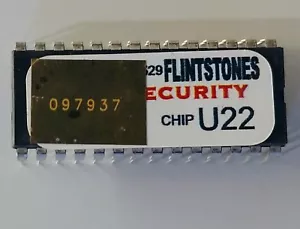 529 FLINTSTONES
ECURITY
097937
CHIP U22